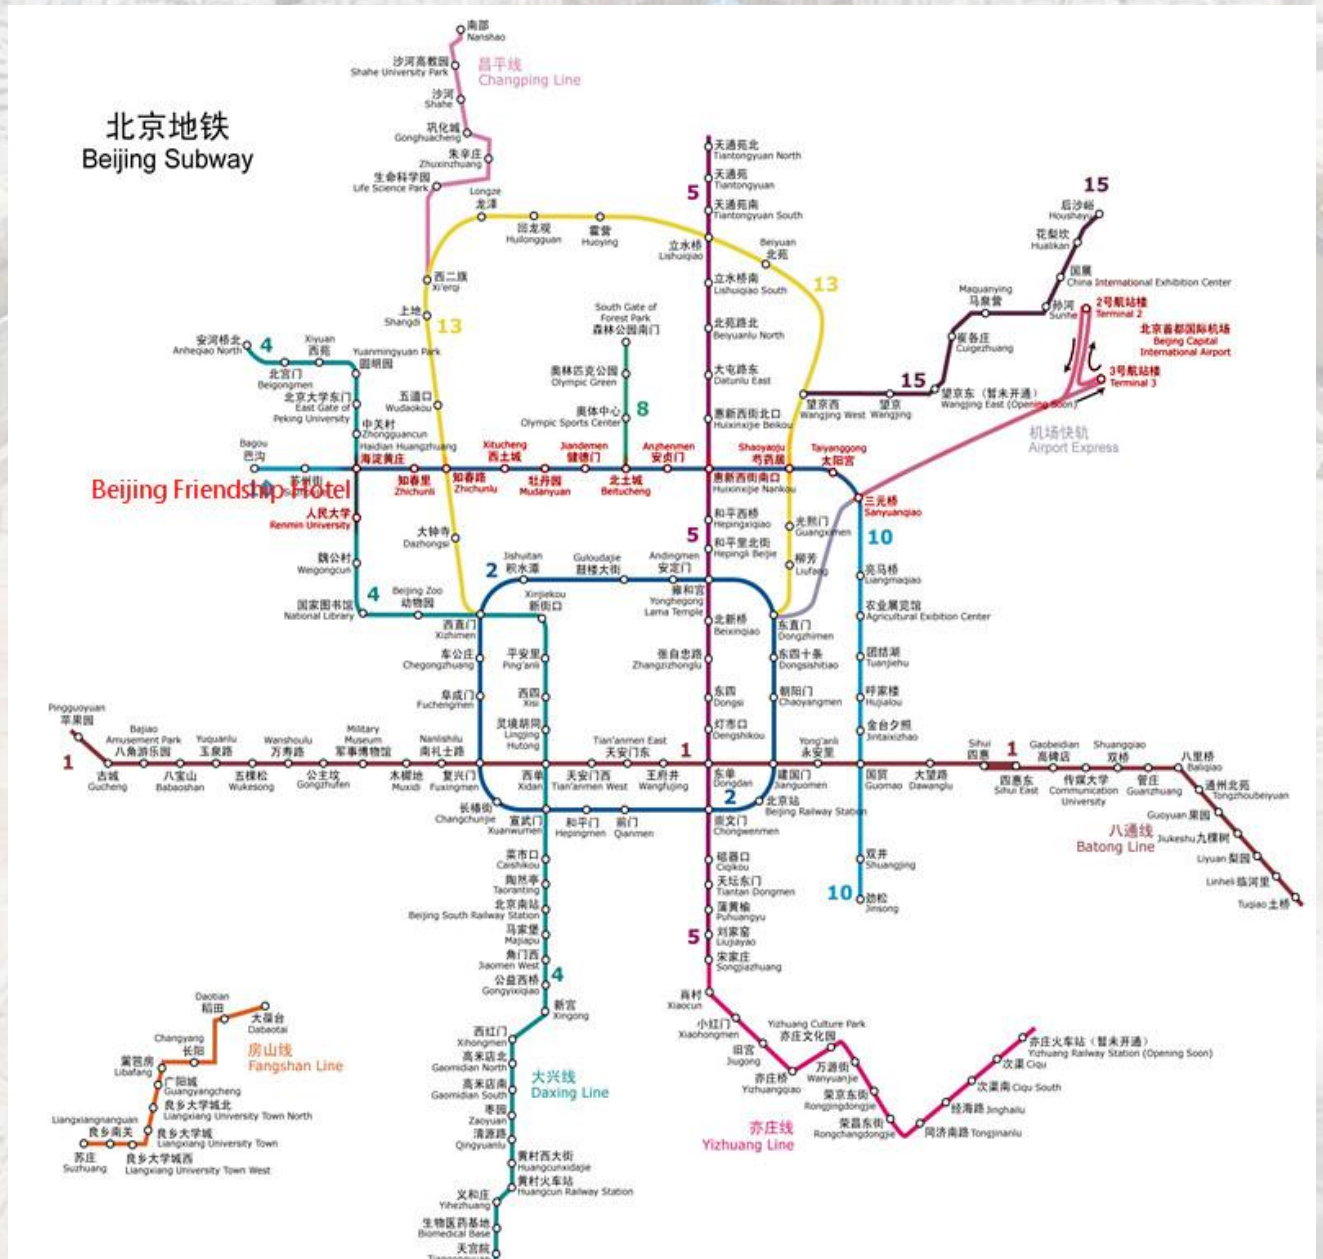 北京地铁
Beijing Subway
南邵
Nanshao
沙河高教园
Shahe University Park
昌平线
Changping Line
沙河
Shahe
巩化城
Gonghuacheng
朱辛庄
Zhuxinzhuang
生命科学园
Life Science Park
Longze
龙泽
回龙观
Huilongguan
霍营
Huoying
5
天通苑北
Tiantongyuan North
天通苑
Tiantongyuan
天通苑南
Tiantongyuan South
立水桥
Lishuiqiao
Beiyuan
北苑
立水桥南
Lishuiqiao South
13
北苑路北
Beiyuanlu North
大屯路东
Datunlu East
惠新西街北口
Huixinxijie Beikou
15
后沙峪
Houshayu
花梨坎
Hualikan
国展
China International Exhibition Center
Maquanying
马泉营
孙河
Sunhe
崔各庄
Cuigezhuang
15
望京西
Wangjing West
望京
Wangjing
望京东（暂未开通）
Wangjing East (Opening Soon)
2号航站楼
Terminal 2
北京首都国际机场
Beijing Capital
International Airport
3号航站楼
Terminal 3
机场快轨
Airport Express
西二旗
Xi'erqi
上地
Shangdi
13
South Gate of
Forest Park
森林公园南门
奥林匹克公园
Olympic Green
奥体中心
Olympic Sports Center
8
安河桥北
Anheqiao North
4
Xiyuan
西苑
北宫门
Beigongmen
Yuanmingyuan Park
圆明园
北京大学东门
East Gate of
Peking University
五道口
Wudaokou
中关村
Zhongguancun
Haidian Huangzhuang
海淀黄庄
Bagou
巴沟
苏州街
Beijing Friendship Hotel
知春里
Zhichunli
知春路
Zhichunlu
Xitucheng
西土城
牡丹园
Mudanyuan
Jiandemen
健德门
北土城
Beitucheng
Anzhenmen
安贞门
惠新西街南口
Huixinxijie Nankou
Shaoyaoju
芍药居
Taiyanggong
太阳宫
三元桥
Sanyuanqiao
人民大学
Renmin University
魏公村
Weigongcun
大钟寺
Dazhongsi
4
国家图书馆
National Library
Beijing Zoo
动物园
西直门
Xizhimen
2
Jishuitan
积水潭
Guloudajie
鼓楼大街
Andingmen
安定门
Xinjiekou
新街口
雍和宫
Yonghegong
Lama Temple
5
和平西桥
Hepingxiqiao
和平里北街
Hepingli Beijie
光熙门
Guangximen
柳芳
Liufang
10
亮马桥
Liangmaqiao
农业展览馆
Agricultural Exibition Center
团结湖
Tuanjiehu
呼家楼
Hujialou
金台夕照
Jintaixizhao
北新桥
Beixinqiao
东直门
Dongzhimen
车公庄
Chegongzhuang
平安里
Ping'anli
张自忠路
Zhangzizhonglu
东四十条
Dongsishitiao
阜成门
Fuchengmen
西四
Xisi
东四
Dongsi
朝阳门
Chaoyangmen
灵境胡同
Lingjing
Hutong
灯市口
Dengshikou
Pingguoyuan
苹果园
1
古城
Gucheng
Bajiao
Amusement Park
八角游乐园
八宝山
Babaoshan
Yuquanlu
玉泉路
五棵松
Wukesong
Wanshoulu
万寿路
公主坟
Gongzhufen
Military
Museum
军事博物馆
木樨地
Muxidi
Nanlishilu
南礼士路
复兴门
Fuxingmen
西单
Xidan
天安门西
Tian'anmen West
Tian'anmen East
天安门东
王府井
Wangfujing
1
东单
Dongdan
建国门
Jianguomen
Yong'anli
永安里
国贸
Guomao
大望路
Dawanglu
Sihui
四惠
1
四惠东
Sihui East
Gaobeidian
高碑店
传媒大学
Communication
University
Shuangqiao
双桥
管庄
Guanzhuang
八里桥
Baliqiao
通州北苑
Tongzhoubeiyuan
Guoyuan 果园
Jiukeshu 九棵树
Liyuan 梨园
Linheli 临河里
Tuqiao 土桥
八通线
Batong Line
长椿街
Changchunjie
宣武门
Xuanwumen
和平门
Hepingmen
前门
Qianmen
2
崇文门
Chongwenmen
北京站
Beijing Railway Station
菜市口
Caishikou
陶然亭
Taoranting
北京南站
Beijing South Railway Station
马家堡
Majiapu
角门西
Jiaomen West
公益西桥
Gongyixiqiao
4
新宫
Xingong
磁器口
Ciqikou
天坛东门
Tiantan Dongmen
蒲黄榆
Puhuangyu
5
刘家窑
Liujiayao
宋家庄
Songjiazhuang
双井
Shuangjing
10
劲松
Jinsong
肖村
Xiaocun
小红门
Xiaohongmen
旧宫
Jiugong
亦庄桥
Yizhuangqiao
Yizhuang Culture Park
亦庄文化园
万源街
Wanyuanjie
荣京东街
Rongjingdongjie
荣昌东街
Rongchangdongjie
同济南路 Tongjinanlu
经海路 Jinghailu
次渠南 Ciqu South
次渠 Ciqu
亦庄火车站（暂未开通）
Yizhuang Railway Station (Opening Soon)
亦庄线
Yizhuang Line
西红门
Xihongmen
高米店北
Gaomidian North
高米店南
Gaomidian South
枣园
Zaoyuan
清源路
Qingyuanlu
大兴线
Daxing Line
黄村西大街
Huangcunxidajie
黄村火车站
Huangcun Railway Station
义和庄
Yihezhuang
生物医药基地
Biomedical Base
天宫院
Daotian
稻田
大葆台
Dabaotai
Changyang
长阳
房山线
Fangshan Line
篱笆房
Libafang
广阳城
Guangyangcheng
良乡大学城北
Liangxiang University Town North
Liangxiangnanguan
良乡南关
良乡大学城
Liangxiang University Town
苏庄
Suzhuang
良乡大学城西
Liangxiang University Town West